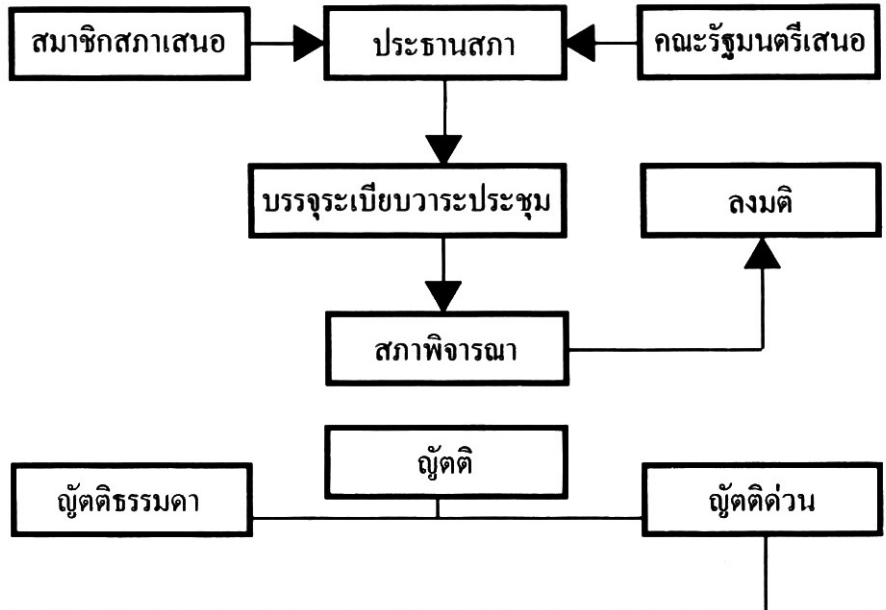 สมาชิกสภาเสนอ
ประธานสภา
คณะรัฐมนตรีเสนอ
บรรจุระเบียบวาระประชุม
ลงมติ
สภาพิจารณา
ญัตติ
ญัตติธรรมดา
ญัตติด่วน